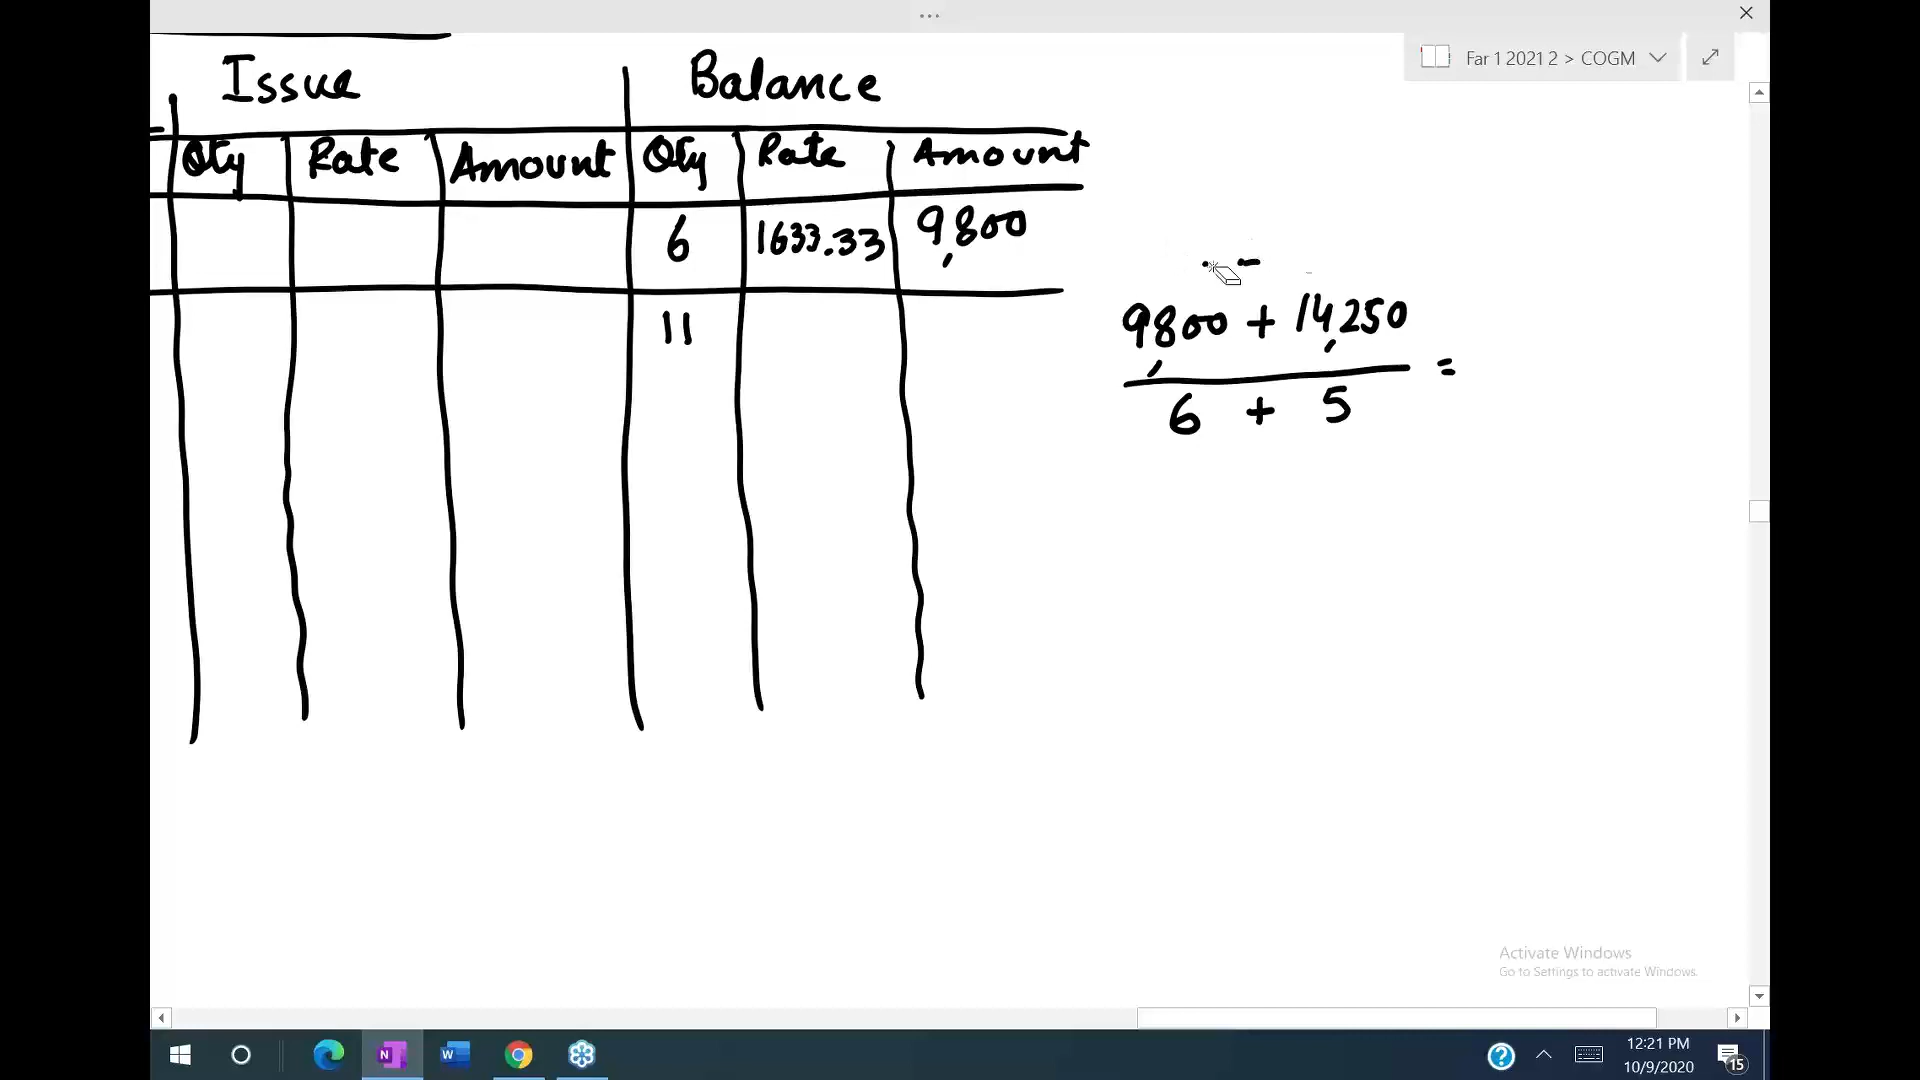 Far 1 2021 2 > COGM
Issue Balance
Qty Rate Amount Qty Rate Amount
6 1633.33 9,800
11
9,800 + 14,250 =
6 + 5
Activate Windows
Go to Settings to activate Windows.
12:21 PM
10/9/2020
15